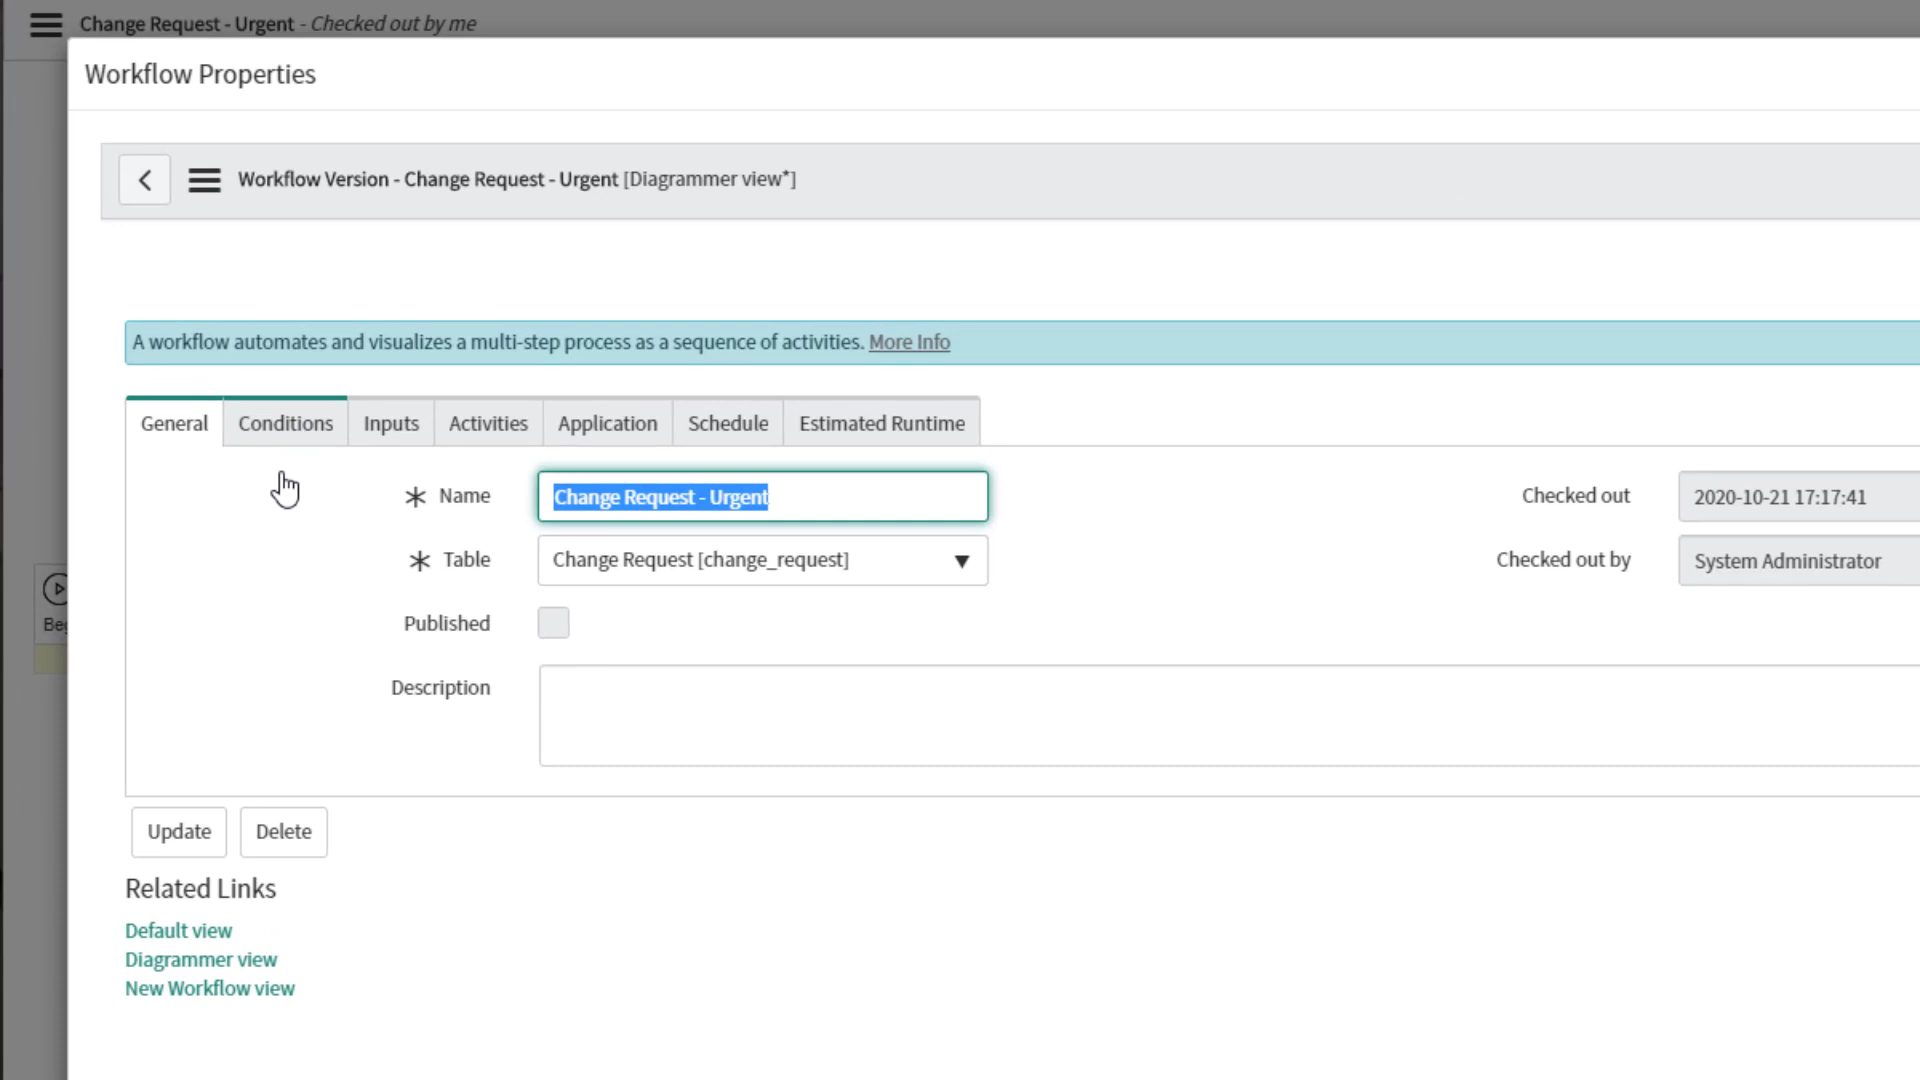 Change Request - Urgent - Checked out by me
Workflow Properties
Workflow Version - Change Request - Urgent [Diagrammer view*]
A workflow automates and visualizes a multi-step process as a sequence of activities. More Info
General Conditions Inputs Activities Application Schedule Estimated Runtime
Name Change Request - Urgent Checked out 2020-10-21 17:17:41
Table Change Request [change_request] Checked out by System Administrator
Published
Beg
Description
Update Delete
Related Links
Default view
Diagrammer view
New Workflow view